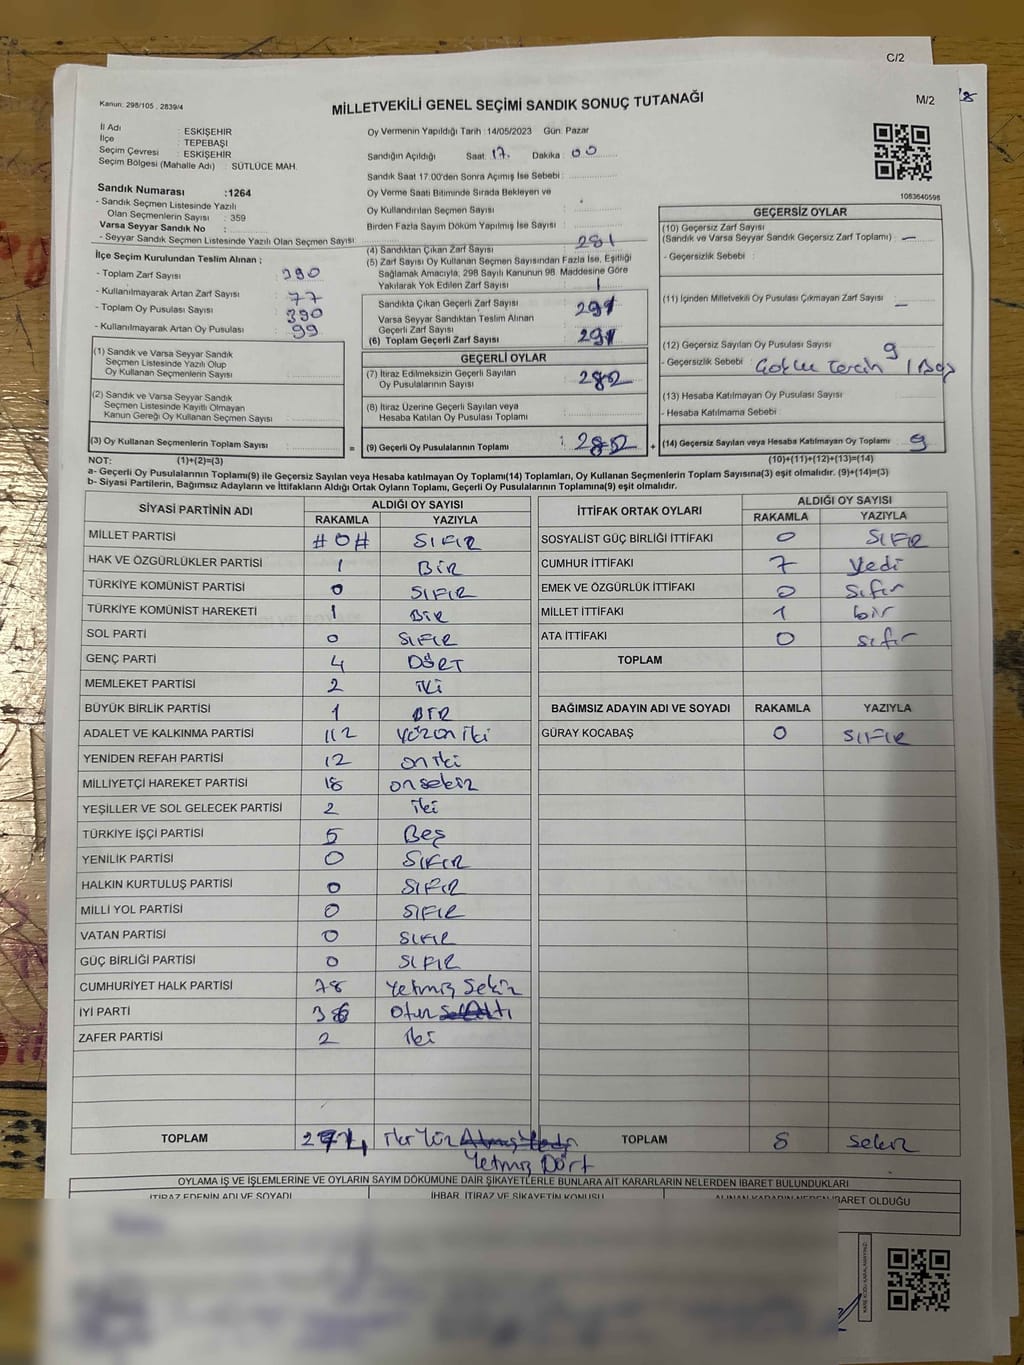 C/2
Kanun: 298/105 , 2839/4
MİLLETVEKİLİ GENEL SEÇİMİ SANDIK SONUÇ TUTANAĞI
M/2
İl Adı : ESKİŞEHİR
İlçe : TEPEBAŞI
Seçim Çevresi : ESKİŞEHİR
Seçim Bölgesi (Mahalle Adı) : SÜTLÜCE MAH.
Sandık Numarası :1264
- Sandık Seçmen Listesinde Yazılı
Olan Seçmenlerin Sayısı : 359
Varsa Seyyar Sandık No :
- Seyyar Sandık Seçmen Listesinde Yazılı Olan Seçmen Sayısı
Oy Vermenin Yapıldığı Tarih :14/05/2023 Gün: Pazar
Sandığın Açıldığı Saat: 17. Dakika : 00
Sandık Saat 17:00'den Sonra Açılmış İse Sebebi :
Oy Verme Saati Bitiminde Sırada Bekleyen ve
Oy Kullandırılan Seçmen Sayısı
Birden Fazla Sayım Döküm Yapılmış İse Sayısı :
1083640598
İlçe Seçim Kurulundan Teslim Alınan ;
- Toplam Zarf Sayısı : 390
- Kullanılmayarak Artan Zarf Sayısı : 77
- Toplam Oy Pusulası Sayısı : 390
- Kullanılmayarak Artan Oy Pusulası : 99
(4) Sandıktan Çıkan Zarf Sayısı : 281
(5) Zarf Sayısı Oy Kullanan Seçmen Sayısından Fazla İse, Eşitliği
Sağlamak Amacıyla; 298 Sayılı Kanunun 98. Maddesine Göre
Yakılarak Yok Edilen Zarf Sayısı :
Sandıkta Çıkan Geçerli Zarf Sayısı : 291
Varsa Seyyar Sandıktan Teslim Alınan
Geçerli Zarf Sayısı
(6) Toplam Geçerli Zarf Sayısı : 291
GEÇERSİZ OYLAR
(10) Geçersiz Zarf Sayısı
(Sandık ve Varsa Seyyar Sandık Geçersiz Zarf Toplamı) : —
- Geçersizlik Sebebi :
(11) İçinden Milletvekili Oy Pusulası Çıkmayan Zarf Sayısı : —
(12) Geçersiz Sayılan Oy Pusulası Sayısı : 9
- Geçersizlik Sebebi :
(13) Hesaba Katılmayan Oy Pusulası Sayısı :
- Hesaba Katılmama Sebebi :
(1) Sandık ve Varsa Seyyar Sandık
Seçmen Listesinde Yazılı Olup
Oy Kullanan Seçmenlerin Sayısı :
(2) Sandık ve Varsa Seyyar Sandık
Seçmen Listesinde Kayıtlı Olmayan
Kanun Gereği Oy Kullanan Seçmen Sayısı :
GEÇERLİ OYLAR
(7) İtiraz Edilmeksizin Geçerli Sayılan
Oy Pusulalarının Sayısı : 282
(8) İtiraz Üzerine Geçerli Sayılan veya
Hesaba Katılan Oy Pusulası Toplamı :
(3) Oy Kullanan Seçmenlerin Toplam Sayısı : = (9) Geçerli Oy Pusulalarının Toplamı : 282 + (14) Geçersiz Sayılan veya Hesaba Katılmayan Oy Toplamı : 9
NOT: (1)+(2)=(3) (10)+(11)+(12)+(13)=(14)
a- Geçerli Oy Pusulalarının Toplamı(9) ile Geçersiz Sayılan veya Hesaba katılmayan Oy Toplamı(14) Toplamları, Oy Kullanan Seçmenlerin Toplam Sayısına(3) eşit olmalıdır. (9)+(14)=(3)
b- Siyasi Partilerin, Bağımsız Adayların ve İttifakların Aldığı Ortak Oyların Toplamı, Geçerli Oy Pusulalarının Toplamına(9) eşit olmalıdır.
SİYASİ PARTİNİN ADI ALDIĞI OY SAYISI
RAKAMLA YAZIYLA
MİLLET PARTİSİ #0# SIFIR
HAK VE ÖZGÜRLÜKLER PARTİSİ 1 BİR
TÜRKİYE KOMÜNİST PARTİSİ 0 SIFIR
TÜRKİYE KOMÜNİST HAREKETİ 1 BİR
SOL PARTİ 0 SIFIR
GENÇ PARTİ 4 DÖRT
MEMLEKET PARTİSİ 2 iki
BÜYÜK BİRLİK PARTİSİ 1 BİR
ADALET VE KALKINMA PARTİSİ 112 Yüzon iki
YENİDEN REFAH PARTİSİ 12 on iki
MİLLİYETÇİ HAREKET PARTİSİ 18 onsekiz
YEŞİLLER VE SOL GELECEK PARTİSİ 2 iki
TÜRKİYE İŞÇİ PARTİSİ 5 Beş
YENİLİK PARTİSİ 0 SIFIR
HALKIN KURTULUŞ PARTİSİ 0 SIFIR
MİLLİ YOL PARTİSİ 0 SIFIR
VATAN PARTİSİ 0 SIFIR
GÜÇ BİRLİĞİ PARTİSİ 0 SIFIR
CUMHURİYET HALK PARTİSİ 78 Yetmiş Sekiz
İYİ PARTİ 36 Otuz Altı
ZAFER PARTİSİ 2 iki
TOPLAM 274 iki Yüz
Yetmiş Dört
İTTİFAK ORTAK OYLARI ALDIĞI OY SAYISI
RAKAMLA YAZIYLA
SOSYALİST GÜÇ BİRLİĞİ İTTİFAKI 0 SIFIR
CUMHUR İTTİFAKI 7 Yedi
EMEK VE ÖZGÜRLÜK İTTİFAKI 0 Sıfır
MİLLET İTTİFAKI 1 bir
ATA İTTİFAKI 0 sıfır
TOPLAM
BAĞIMSIZ ADAYIN ADI VE SOYADI RAKAMLA YAZIYLA
GÜRAY KOCABAŞ 0 SIFIR
TOPLAM 8 Sekiz
OYLAMA İŞ VE İŞLEMLERİNE VE OYLARIN SAYIM DÖKÜMÜNE DAİR ŞİKAYETLERLE BUNLARA AİT KARARLARIN NELERDEN İBARET BULUNDUKLARI
İTİRAZ EDENİN ADI VE SOYADI İHBAR, İTİRAZ VE ŞİKAYETİN KONUSU ALINAN KARARIN NEDEN İBARET OLDUĞU